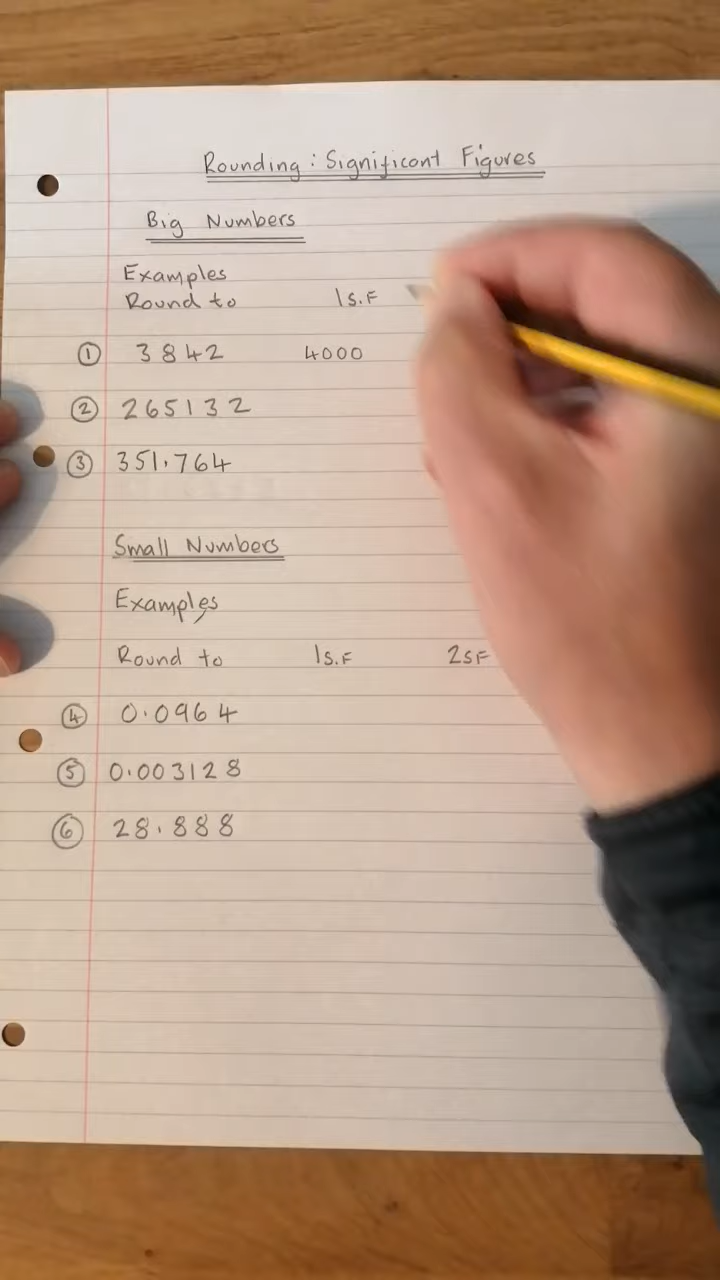 Rounding : Significant Figures
Big Numbers
Examples
Round to 1s.F
① 3842 4000
② 265132
③ 351.764
Small Numbers
Examples
Round to 1s.F 2SF
④ 0.0964
⑤ 0.003128
⑥ 28.888